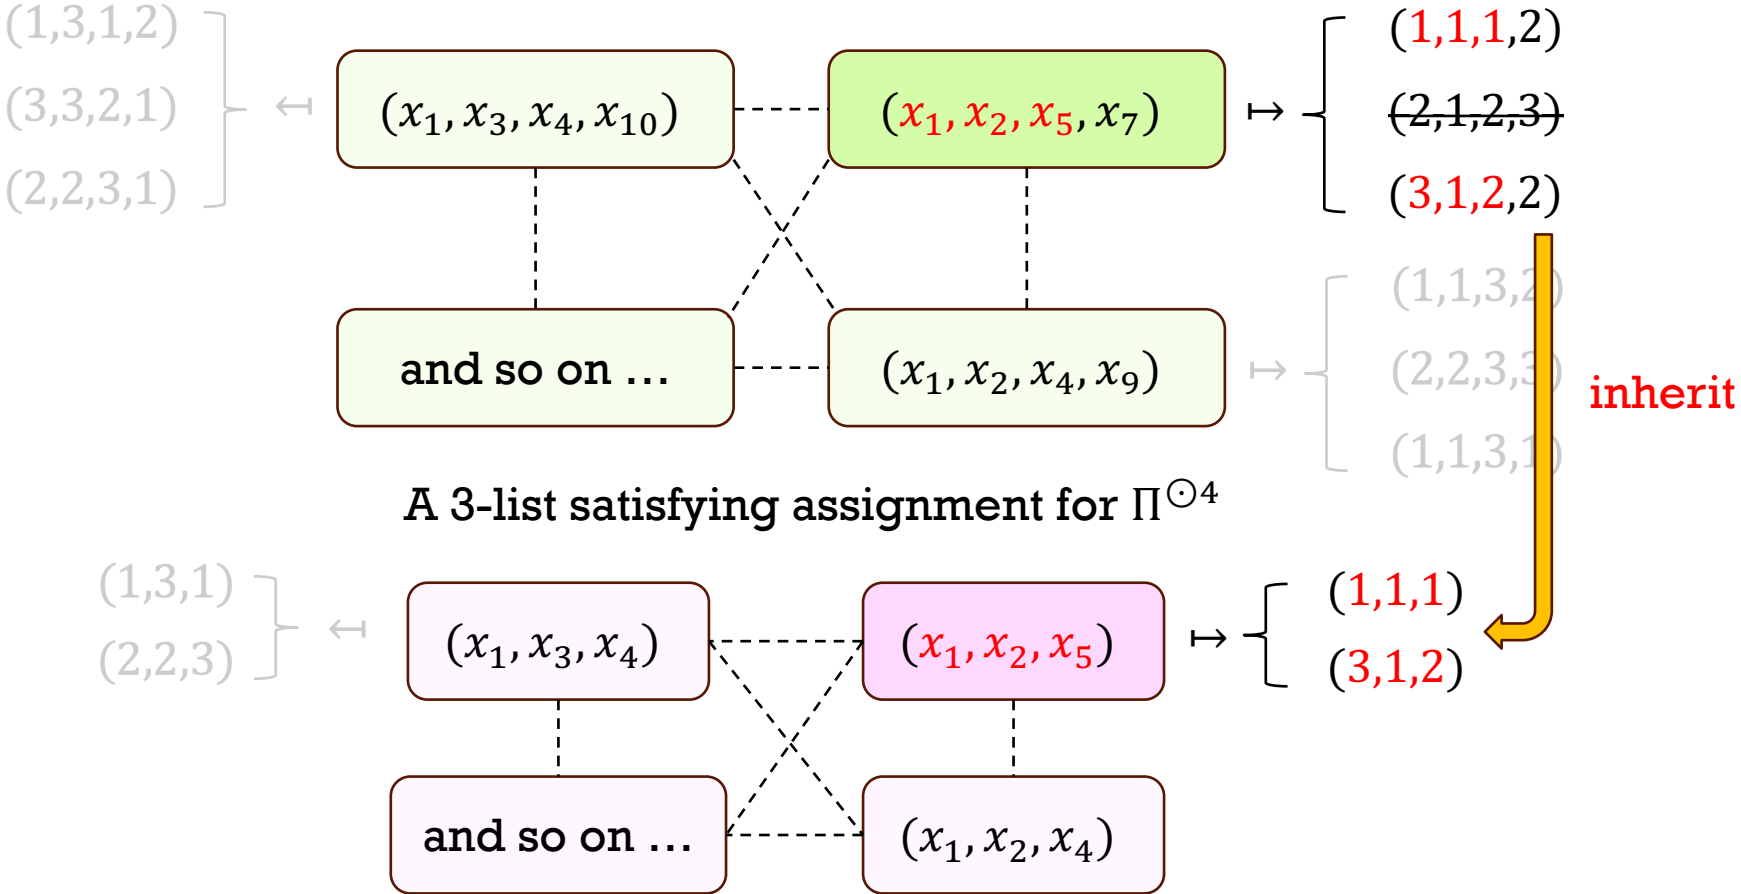 (1,3,1,2)
(3,3,2,1)
(2,2,3,1)
↤
(x₁, x₃, x₄, x₁₀)
(x₁, x₂, x₅, x₇)
↦
(1,1,1,2)
(2,1,2,3)
(3,1,2,2)
and so on ...
(x₁, x₂, x₄, x₉)
↦
(1,1,3,2)
(2,2,3,3)
(1,1,3,1)
inherit
A 3-list satisfying assignment for Π^⊙4
(1,3,1)
(2,2,3)
↤
(x₁, x₃, x₄)
(x₁, x₂, x₅)
↦
(1,1,1)
(3,1,2)
and so on ...
(x₁, x₂, x₄)